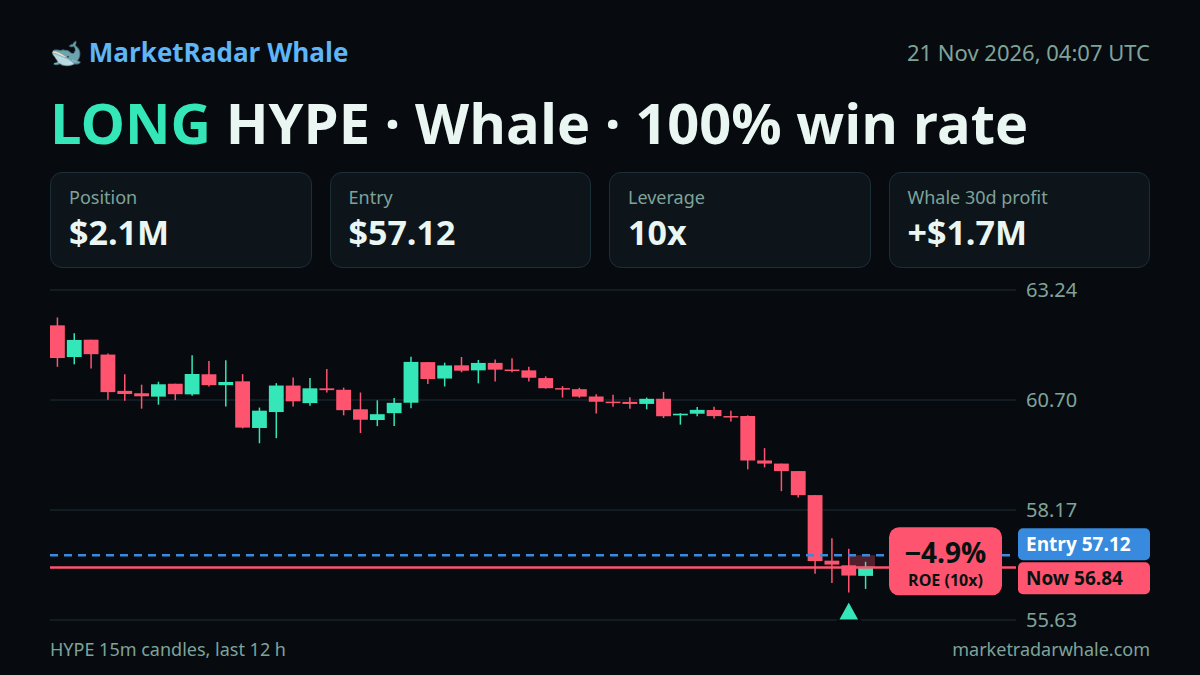 MarketRadar Whale
21 Nov 2026, 04:07 UTC
LONG HYPE · Whale · 100% win rate
Position
$2.1M
Entry
$57.12
Leverage
10x
Whale 30d profit
+$1.7M
63.24
60.70
58.17
−4.9%
ROE (10x)
Entry 57.12
Now 56.84
55.63
HYPE 15m candles, last 12 h
marketradarwhale.com